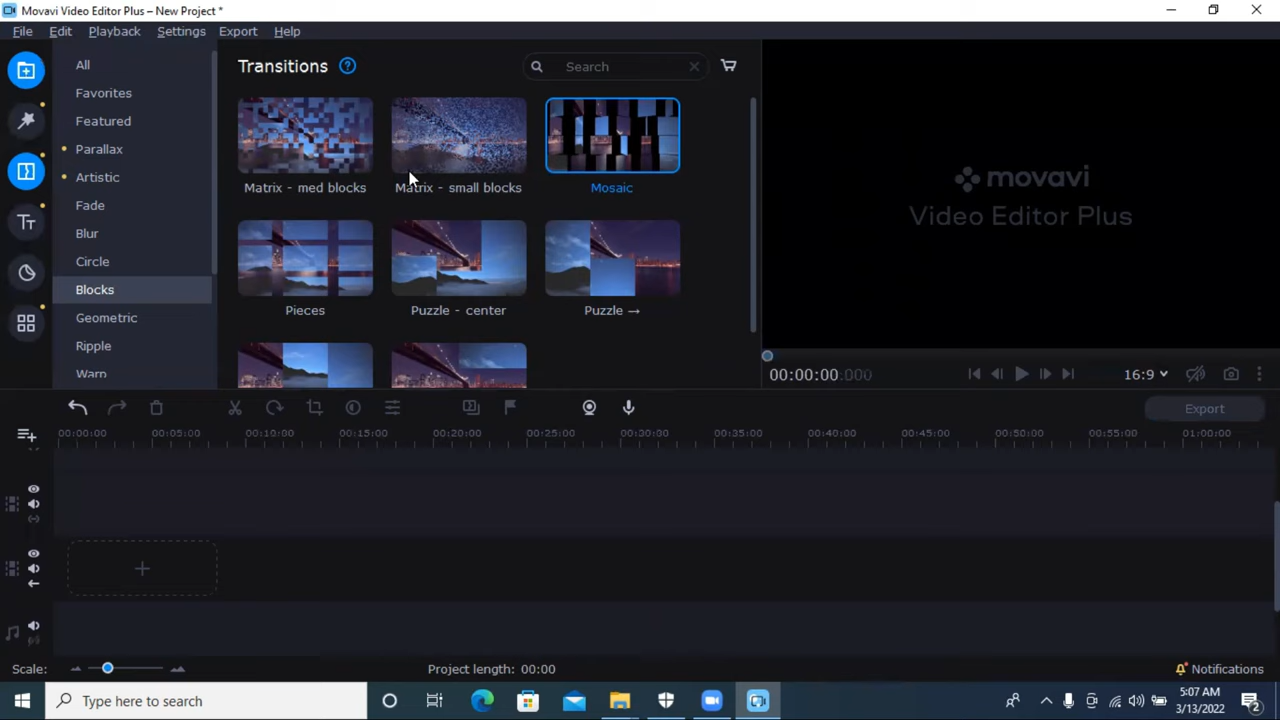 Movavi Video Editor Plus – New Project *
File Edit Playback Settings Export Help
All
Favorites
Featured
Parallax
Artistic
Fade
Blur
Circle
Blocks
Geometric
Ripple
Warp
Transitions ?
Search
Matrix - med blocks
Matrix - small blocks
Mosaic
Pieces
Puzzle - center
Puzzle →
movavi
Video Editor Plus
00:00:00:000
16:9
Export
00:00:00 00:05:00 00:10:00 00:15:00 00:20:00 00:25:00 00:30:00 00:35:00 00:40:00 00:45:00 00:50:00 00:55:00 01:00:00
Scale:
Project length: 00:00
Notifications
Type here to search
5:07 AM
3/13/2022
2